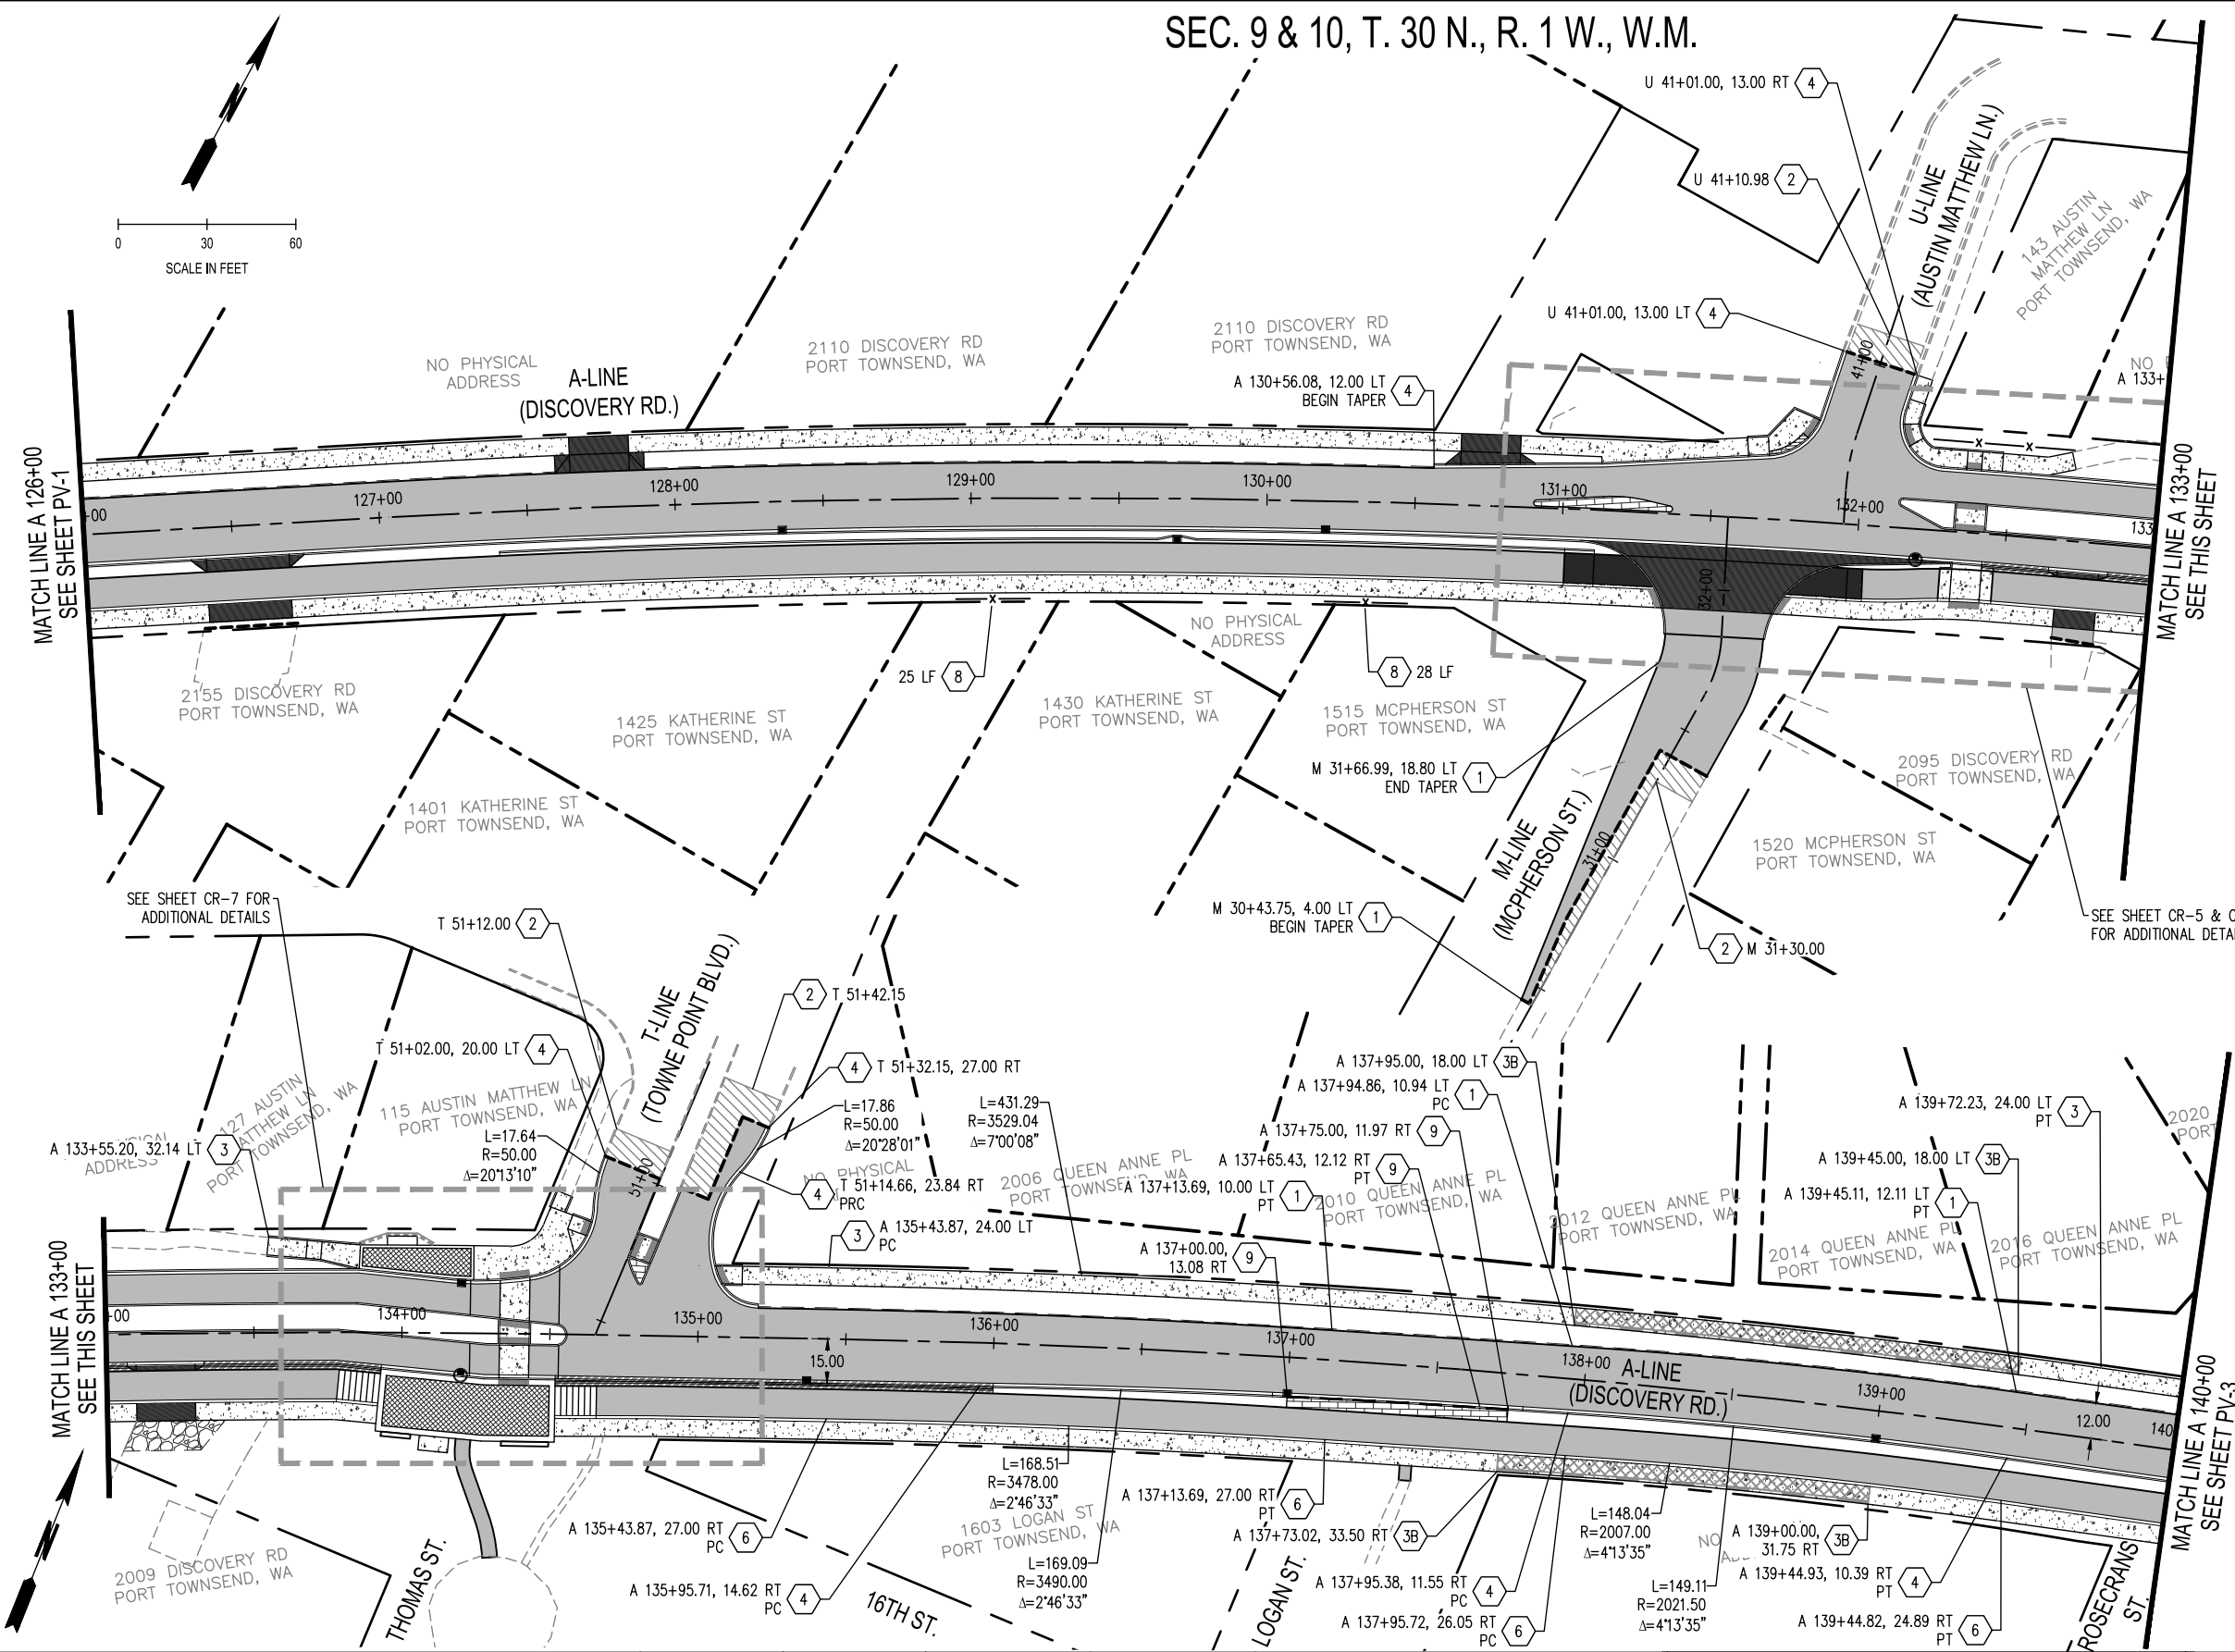 SEC. 9 & 10, T. 30 N., R. 1 W., W.M.
N
0 30 60
SCALE IN FEET
MATCH LINE A 126+00
SEE SHEET PV-1
NO PHYSICAL
ADDRESS
A-LINE
(DISCOVERY RD.)
2110 DISCOVERY RD
PORT TOWNSEND, WA
2110 DISCOVERY RD
PORT TOWNSEND, WA
A 130+56.08, 12.00 LT
BEGIN TAPER
4
U 41+01.00, 13.00 RT
4
U 41+10.98
2
U 41+01.00, 13.00 LT
4
U-LINE
(AUSTIN MATTHEW LN.)
143 AUSTIN
MATTHEW LN
PORT TOWNSEND, WA
NO
A 133+
41+00
+00
127+00
128+00
129+00
130+00
131+00
132+00
133
32+00
MATCH LINE A 133+00
SEE THIS SHEET
2155 DISCOVERY RD
PORT TOWNSEND, WA
1401 KATHERINE ST
PORT TOWNSEND, WA
1425 KATHERINE ST
PORT TOWNSEND, WA
25 LF
8
1430 KATHERINE ST
PORT TOWNSEND, WA
NO PHYSICAL
ADDRESS
8
28 LF
1515 MCPHERSON ST
PORT TOWNSEND, WA
M 31+66.99, 18.80 LT
END TAPER
1
M-LINE
(MCPHERSON ST.)
31+00
M 30+43.75, 4.00 LT
BEGIN TAPER
1
2
M 31+30.00
2095 DISCOVERY RD
PORT TOWNSEND, WA
1520 MCPHERSON ST
PORT TOWNSEND, WA
SEE SHEET CR-5 & C
FOR ADDITIONAL DETA
SEE SHEET CR-7 FOR
ADDITIONAL DETAILS
T 51+12.00
2
T-LINE
(TOWNE POINT BLVD.)
2
T 51+42.15
T 51+02.00, 20.00 LT
4
4
T 51+32.15, 27.00 RT
127 AUSTIN
MATTHEW LN
PORT TOWNSEND, WA
115 AUSTIN MATTHEW LN
PORT TOWNSEND, WA
A 133+55.20, 32.14 LT
3
ADDRESS
L=17.64
R=50.00
Δ=20°13'10"
51+00
L=17.86
R=50.00
Δ=20°28'01"
NO PHYSICAL
4
T 51+14.66, 23.84 RT
PRC
3
A 135+43.87, 24.00 LT
PC
L=431.29
R=3529.04
Δ=7°00'08"
2006 QUEEN ANNE PL
PORT TOWNSEND, WA
A 137+95.00, 18.00 LT
3B
A 137+94.86, 10.94 LT
PC
1
A 137+75.00, 11.97 RT
9
A 137+65.43, 12.12 RT
PT
9
A 137+13.69, 10.00 LT
PT
1
A 137+00.00,
13.08 RT
9
2010 QUEEN ANNE PL
PORT TOWNSEND, WA
2012 QUEEN ANNE PL
PORT TOWNSEND, WA
2014 QUEEN ANNE PL
PORT TOWNSEND, WA
2016 QUEEN ANNE PL
PORT TOWNSEND, WA
2020
PORT
A 139+72.23, 24.00 LT
PT
3
A 139+45.00, 18.00 LT
3B
A 139+45.11, 12.11 LT
PT
1
MATCH LINE A 133+00
SEE THIS SHEET
+00
134+00
135+00
136+00
137+00
138+00
139+00
140
15.00
12.00
A-LINE
(DISCOVERY RD.)
MATCH LINE A 140+00
SEE SHEET PV-3
N
2009 DISCOVERY RD
PORT TOWNSEND, WA
THOMAS ST.
A 135+43.87, 27.00 RT
PC
6
A 135+95.71, 14.62 RT
PC
4
16TH ST.
L=168.51
R=3478.00
Δ=2°46'33"
1603 LOGAN ST
PORT TOWNSEND, WA
L=169.09
R=3490.00
Δ=2°46'33"
A 137+13.69, 27.00 RT
PT
6
A 137+73.02, 33.50 RT
3B
LOGAN ST.
A 137+95.38, 11.55 RT
PC
4
A 137+95.72, 26.05 RT
PC
6
L=148.04
R=2007.00
Δ=4°13'35"
L=149.11
R=2021.50
Δ=4°13'35"
NO
A 139+00.00,
31.75 RT
3B
A 139+44.93, 10.39 RT
PT
4
A 139+44.82, 24.89 RT
PT
6
ROSECRANS
ST.